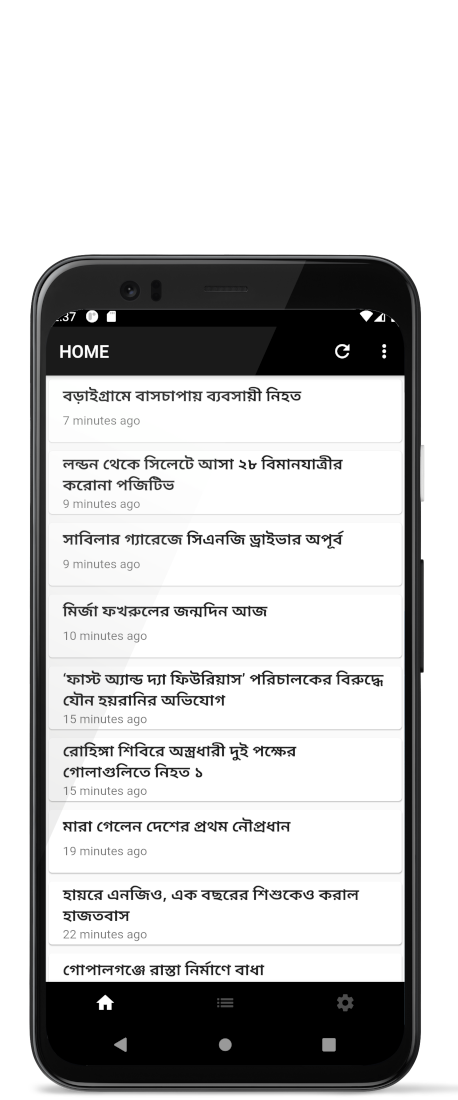 :37
HOME
বড়াইগ্রামে বাসচাপায় ব্যবসায়ী নিহত
7 minutes ago
লন্ডন থেকে সিলেটে আসা ২৮ বিমানযাত্রীর
করোনা পজিটিভ
9 minutes ago
সাবিলার গ্যারেজে সিএনজি ড্রাইভার অপূর্ব
9 minutes ago
মির্জা ফখরুলের জন্মদিন আজ
10 minutes ago
‘ফাস্ট অ্যান্ড দ্যা ফিউরিয়াস’ পরিচালকের বিরুদ্ধে
যৌন হয়রানির অভিযোগ
15 minutes ago
রোহিঙ্গা শিবিরে অস্ত্রধারী দুই পক্ষের
গোলাগুলিতে নিহত ১
15 minutes ago
মারা গেলেন দেশের প্রথম নৌপ্রধান
19 minutes ago
হায়রে এনজিও, এক বছরের শিশুকেও করাল
হাজতবাস
22 minutes ago
গোপালগঞ্জে রাস্তা নির্মাণে বাধা